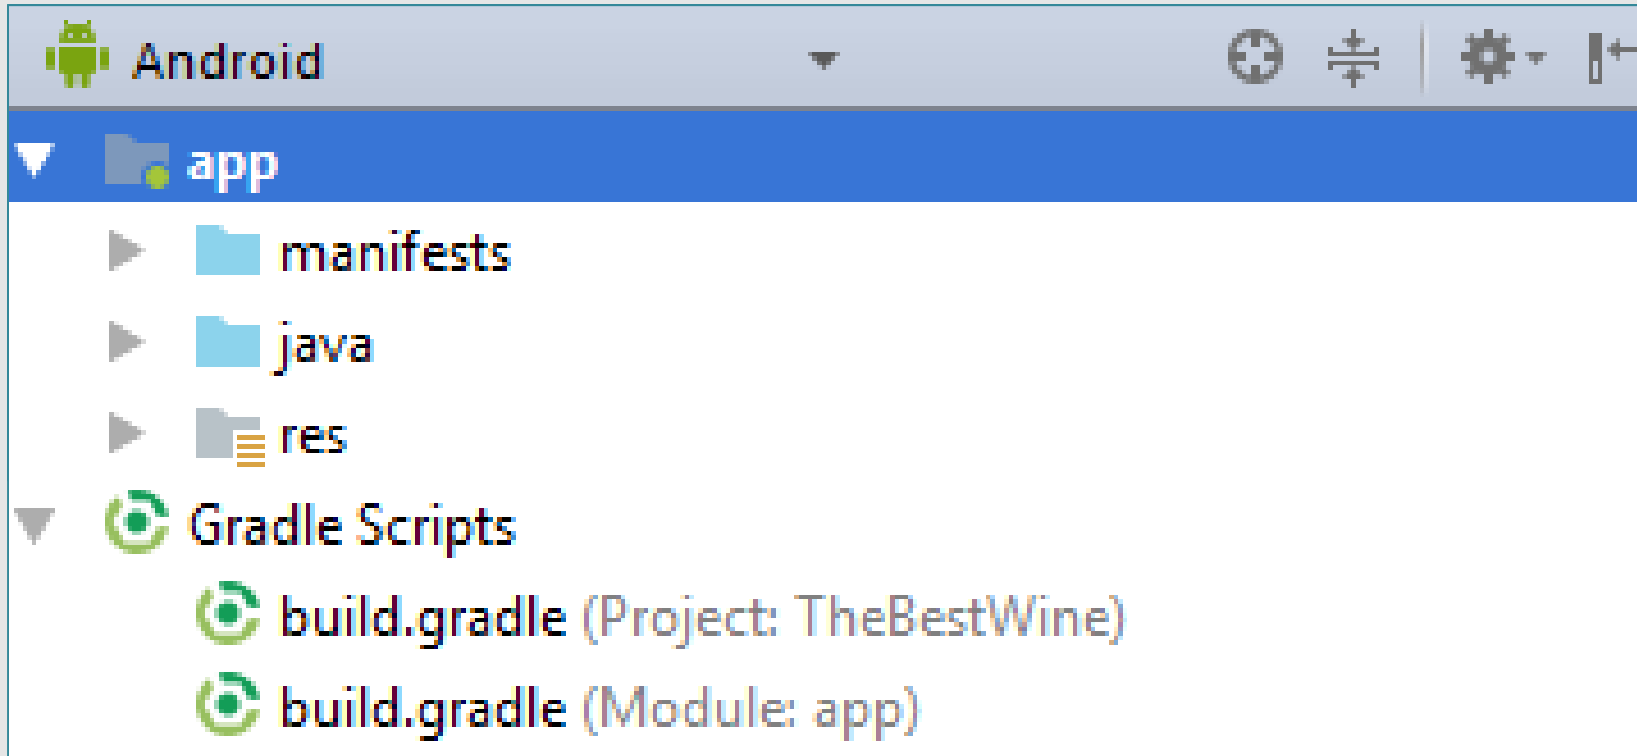 Android
app
manifests
java
res
Gradle Scripts
build.gradle (Project: TheBestWine)
build.gradle (Module: app)